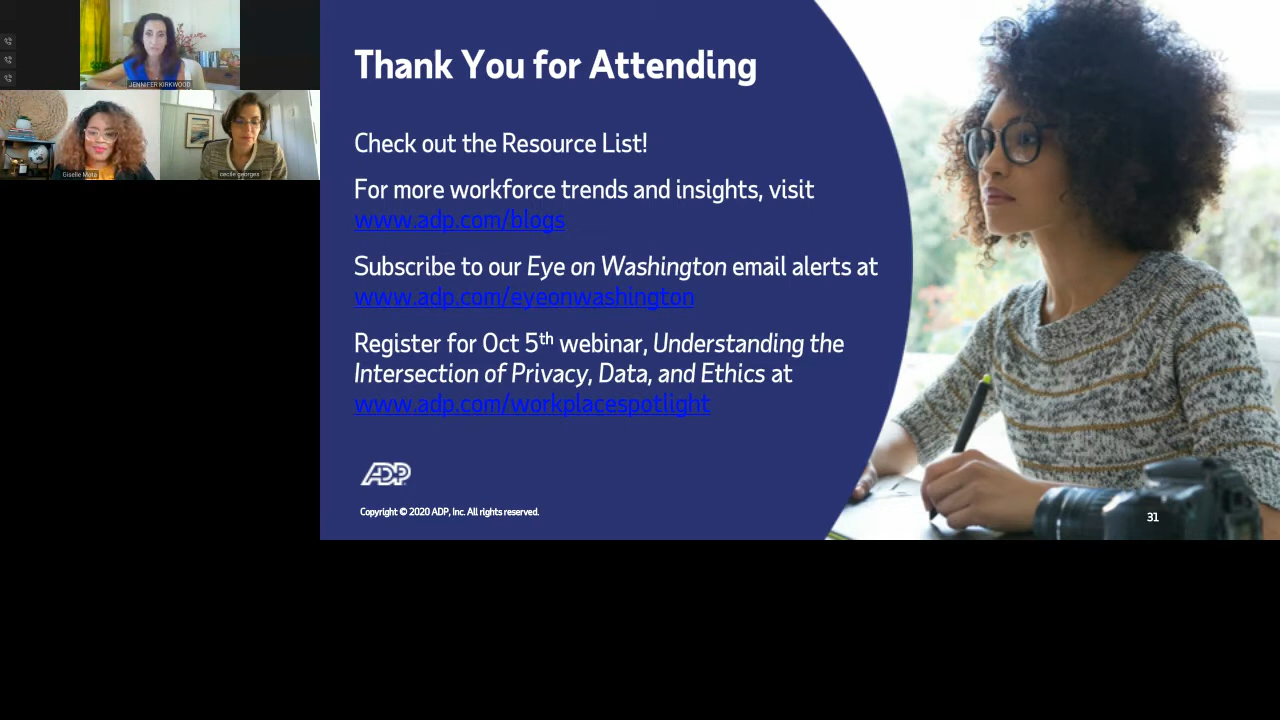 JENNIFER KIRKWOOD
Giselle Mota
cecile georges
Thank You for Attending
Check out the Resource List!
For more workforce trends and insights, visit
www.adp.com/blogs
Subscribe to our Eye on Washington email alerts at
www.adp.com/eyeonwashington
Register for Oct 5th webinar, Understanding the
Intersection of Privacy, Data, and Ethics at
www.adp.com/workplacespotlight
ADP
Copyright © 2020 ADP, Inc. All rights reserved.
31